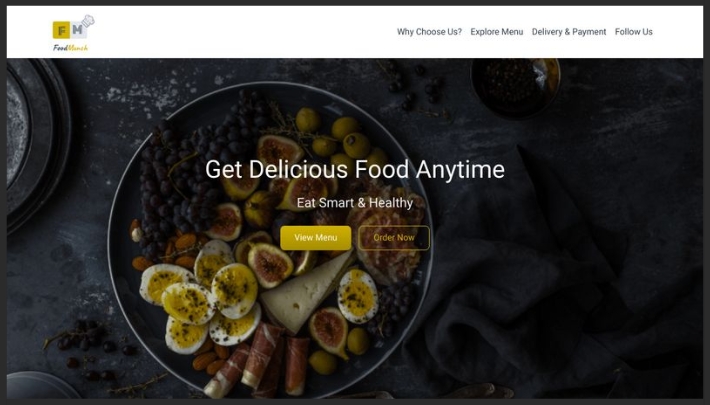 F M
FoodMunch
Why Choose Us? Explore Menu Delivery & Payment Follow Us
Get Delicious Food Anytime
Eat Smart & Healthy
View Menu Order Now